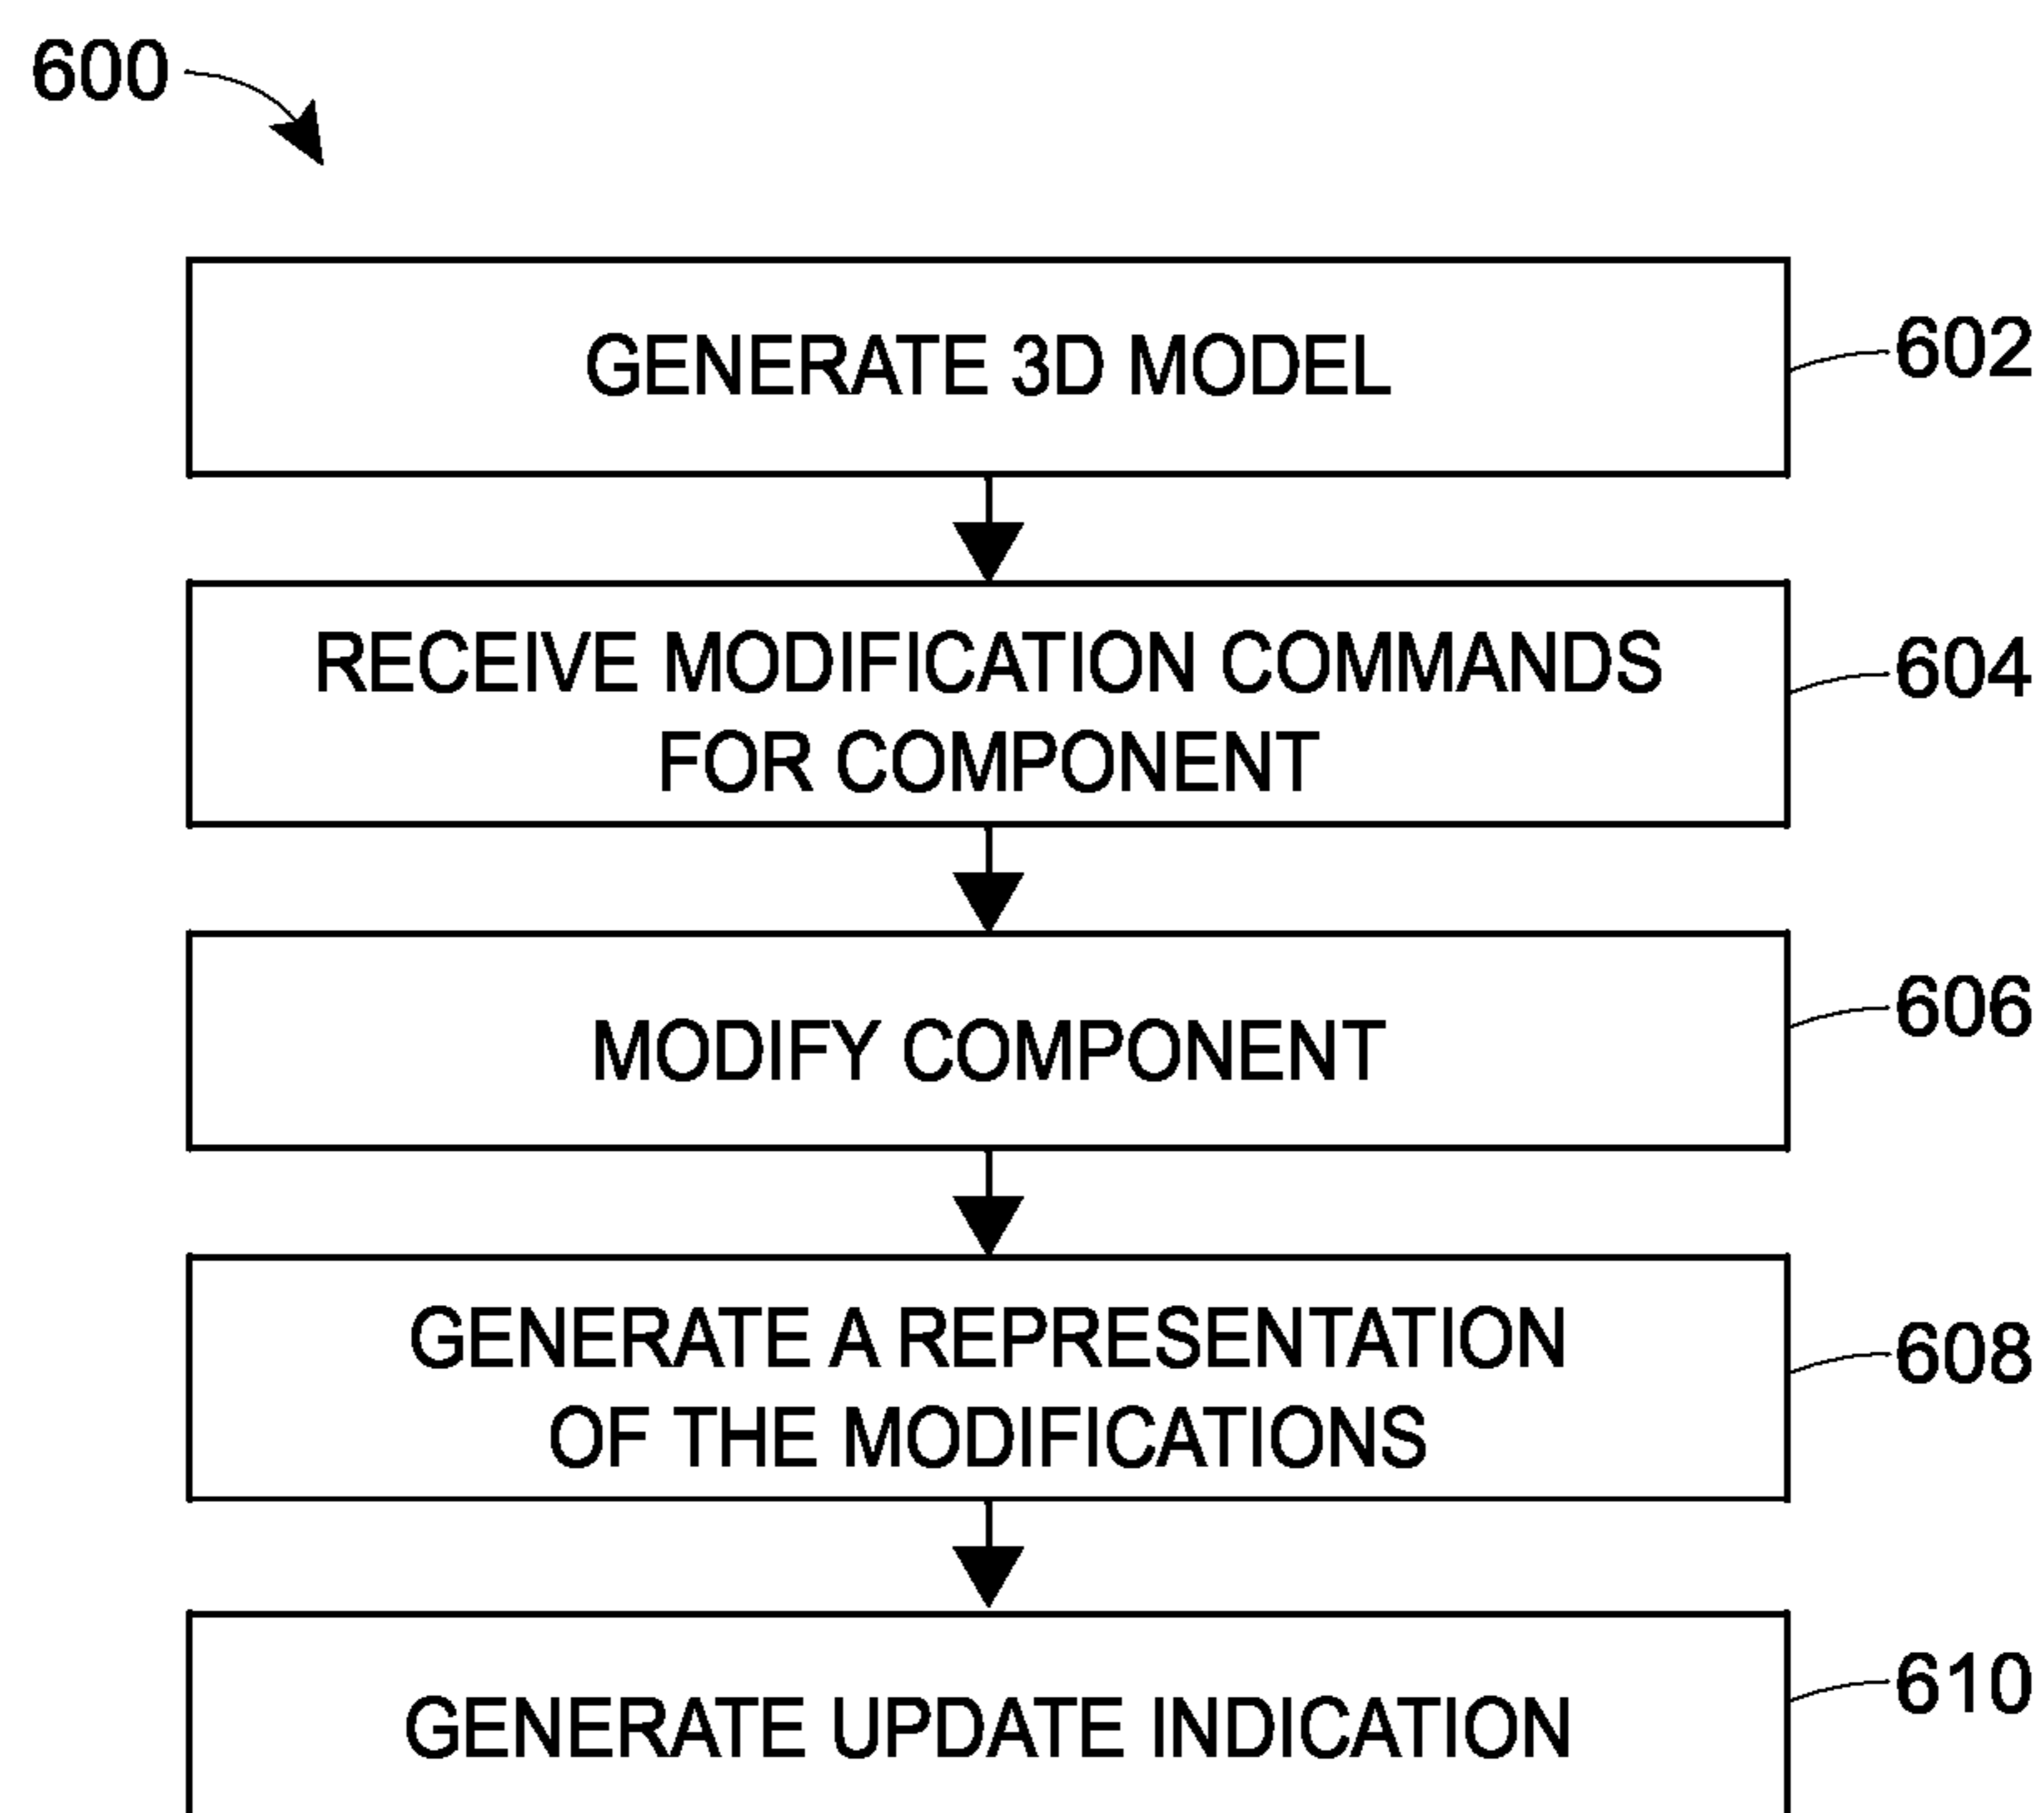 600
GENERATE 3D MODEL
602
RECEIVE MODIFICATION COMMANDS
FOR COMPONENT
604
MODIFY COMPONENT
606
GENERATE A REPRESENTATION
OF THE MODIFICATIONS
608
GENERATE UPDATE INDICATION
610